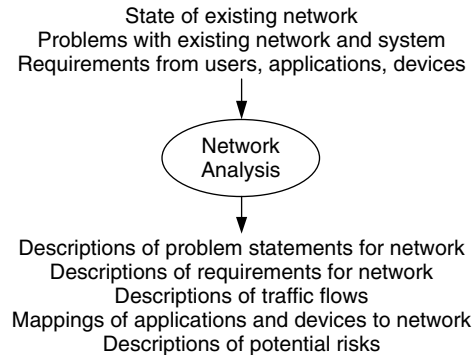 State of existing network
Problems with existing network and system
Requirements from users, applications, devices
Network
Analysis
Descriptions of problem statements for network
Descriptions of requirements for network
Descriptions of traffic flows
Mappings of applications and devices to network
Descriptions of potential risks